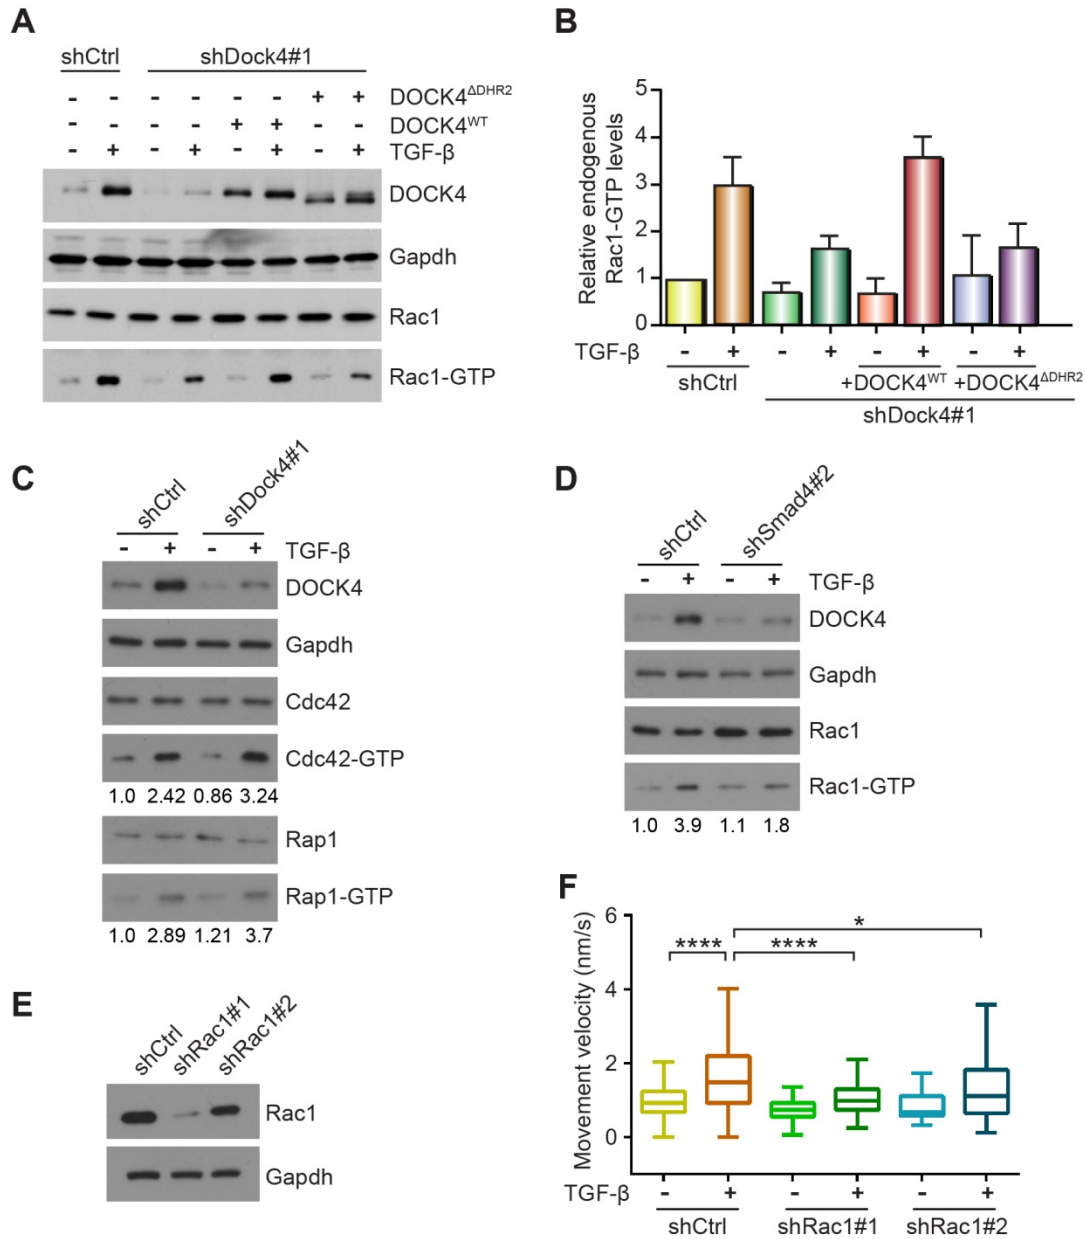 A
shCtrl shDock4#1
- - - - - - + + DOCK4ΔDHR2
- - - - + + - - DOCK4WT
- + - + - + - + TGF-β
DOCK4
Gapdh
Rac1
Rac1-GTP
B
Relative endogenous
Rac1-GTP levels
5
4
3
2
1
0
TGF-β - + - + - + - +
shCtrl +DOCK4WT +DOCK4ΔDHR2
shDock4#1
C
shCtrl shDock4#1
- + - + TGF-β
DOCK4
Gapdh
Cdc42
Cdc42-GTP
1.0 2.42 0.86 3.24
Rap1
Rap1-GTP
1.0 2.89 1.21 3.7
D
shCtrl shSmad4#2
- + - + TGF-β
DOCK4
Gapdh
Rac1
Rac1-GTP
1.0 3.9 1.1 1.8
E
shCtrl shRac1#1 shRac1#2
Rac1
Gapdh
F
Movement velocity (nm/s)
6
4
2
0
**** **** *
TGF-β - + - + - +
shCtrl shRac1#1 shRac1#2